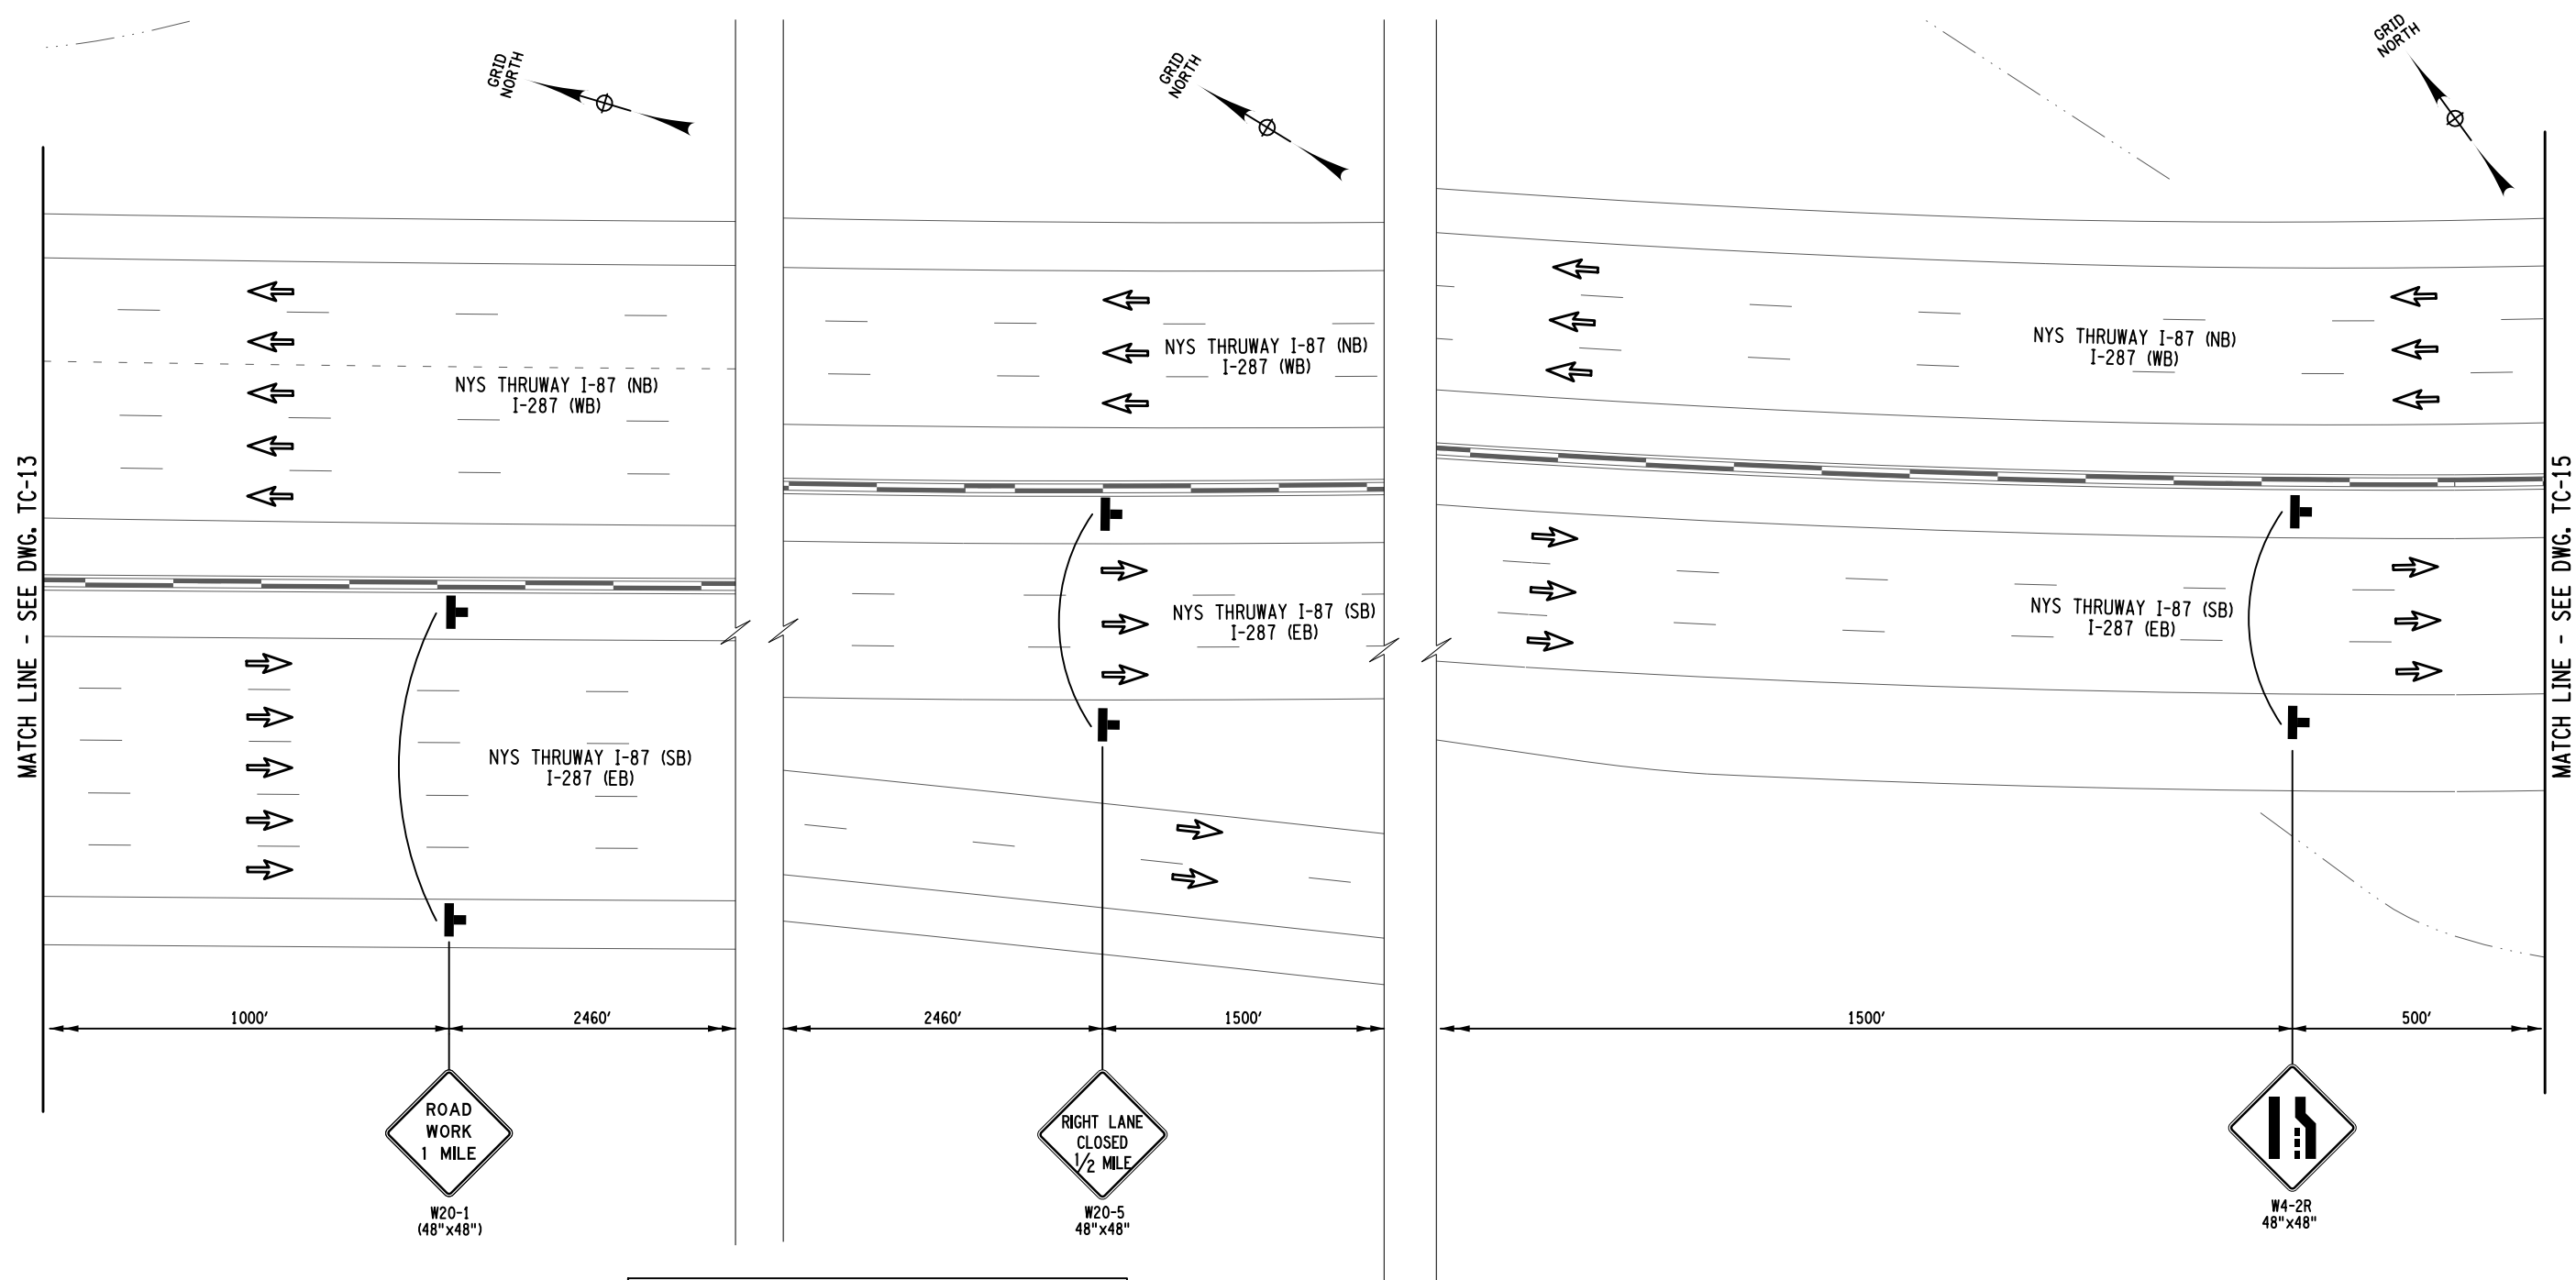 GRID
NORTH
GRID
NORTH
GRID
NORTH
MATCH LINE - SEE DWG. TC-13
NYS THRUWAY I-87 (NB)
I-287 (WB)
NYS THRUWAY I-87 (NB)
I-287 (WB)
NYS THRUWAY I-87 (NB)
I-287 (WB)
MATCH LINE - SEE DWG. TC-15
NYS THRUWAY I-87 (SB)
I-287 (EB)
NYS THRUWAY I-87 (SB)
I-287 (EB)
NYS THRUWAY I-87 (SB)
I-287 (EB)
1000'
2460'
2460'
1500'
1500'
500'
ROAD
WORK
1 MILE
W20-1
(48"x48")
RIGHT LANE
CLOSED
1/2 MILE
W20-5
48"x48"
W4-2R
48"x48"